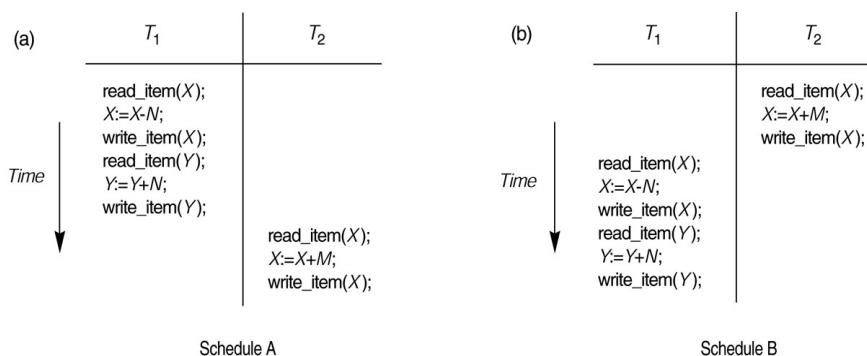 (a)
T1
T2
read_item(X);
X:=X-N;
write_item(X);
read_item(Y);
Y:=Y+N;
write_item(Y);
Time
read_item(X);
X:=X+M;
write_item(X);
Schedule A
(b)
T1
T2
read_item(X);
X:=X+M;
write_item(X);
Time
read_item(X);
X:=X-N;
write_item(X);
read_item(Y);
Y:=Y+N;
write_item(Y);
Schedule B